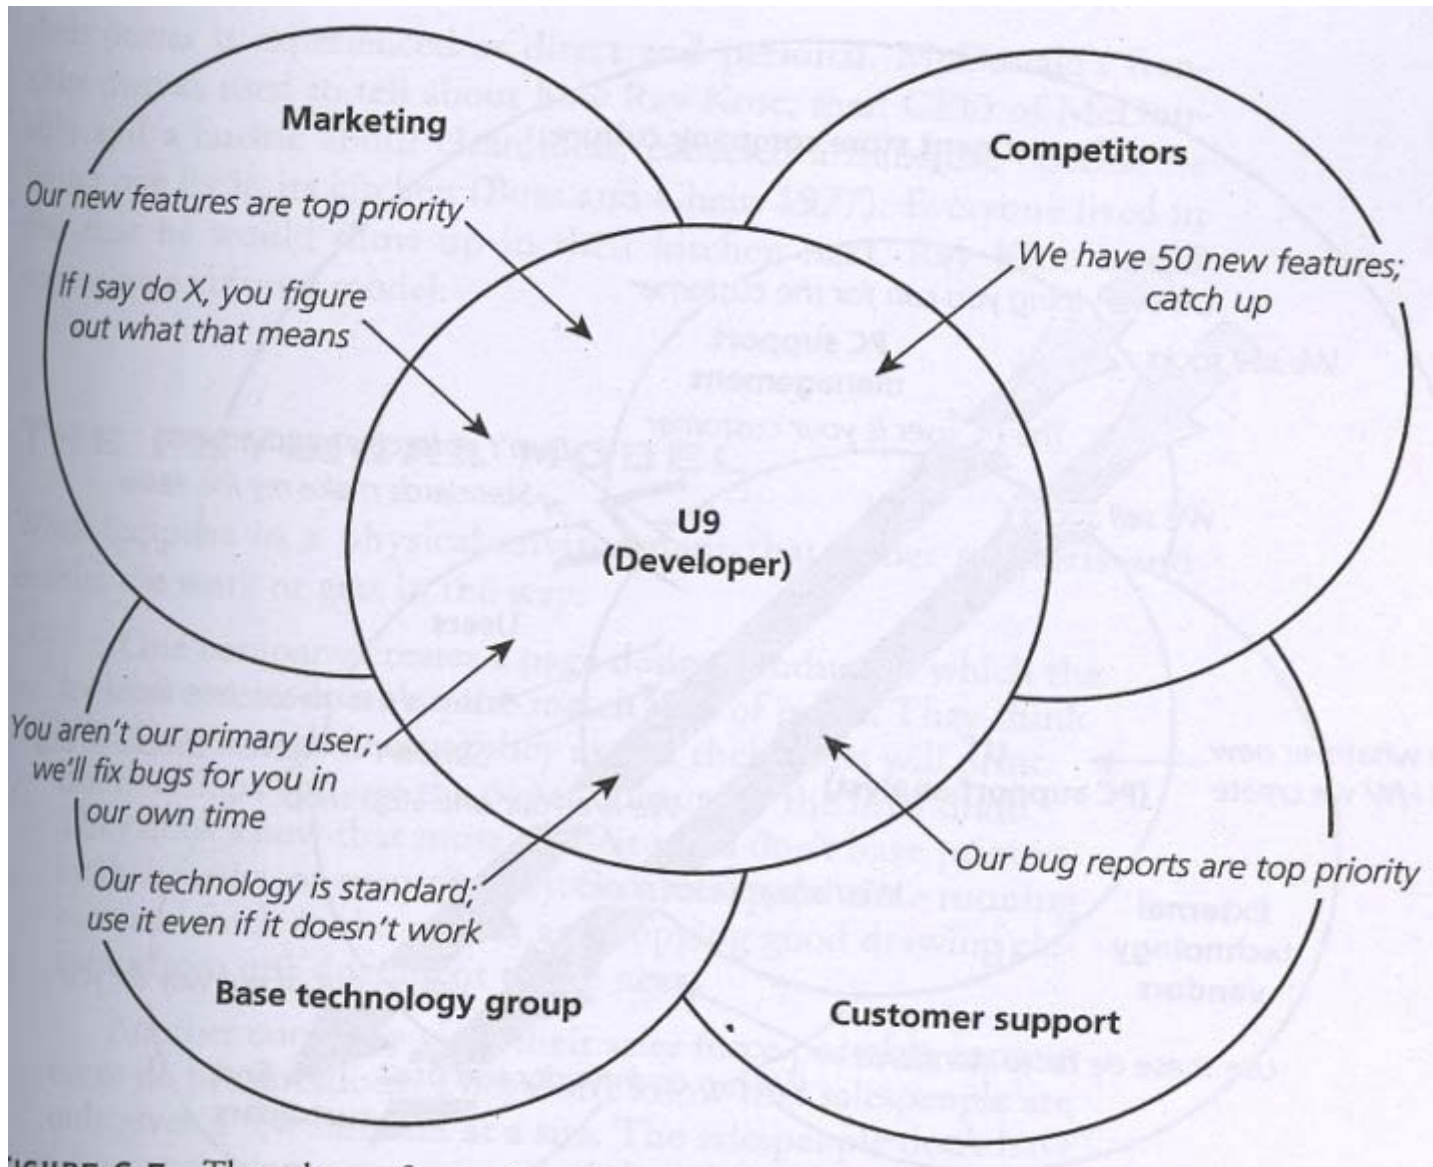 Marketing
Competitors
Our new features are top priority
We have 50 new features;
catch up
If I say do X, you figure
out what that means
U9
(Developer)
You aren't our primary user;
we'll fix bugs for you in
our own time
Our bug reports are top priority
Our technology is standard;
use it even if it doesn't work
Base technology group
Customer support